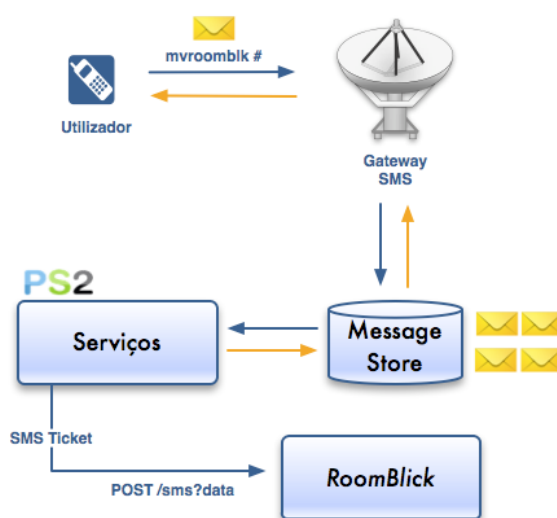 mvroomblk #
Utilizador
Gateway
SMS
PS2
Serviços
Message
Store
SMS Ticket
POST /sms?data
RoomBlick